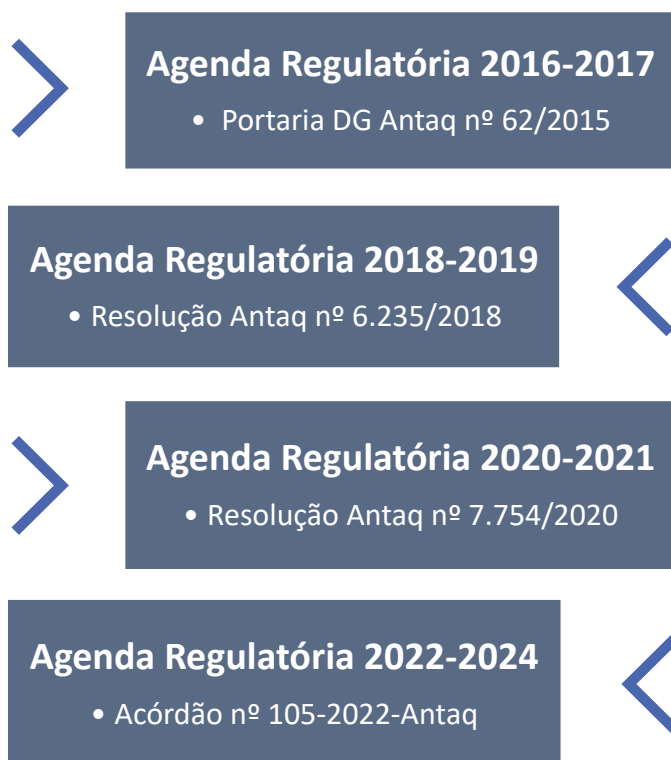 Agenda Regulatória 2016-2017
• Portaria DG Antaq nº 62/2015
Agenda Regulatória 2018-2019
• Resolução Antaq nº 6.235/2018
Agenda Regulatória 2020-2021
• Resolução Antaq nº 7.754/2020
Agenda Regulatória 2022-2024
• Acórdão nº 105-2022-Antaq